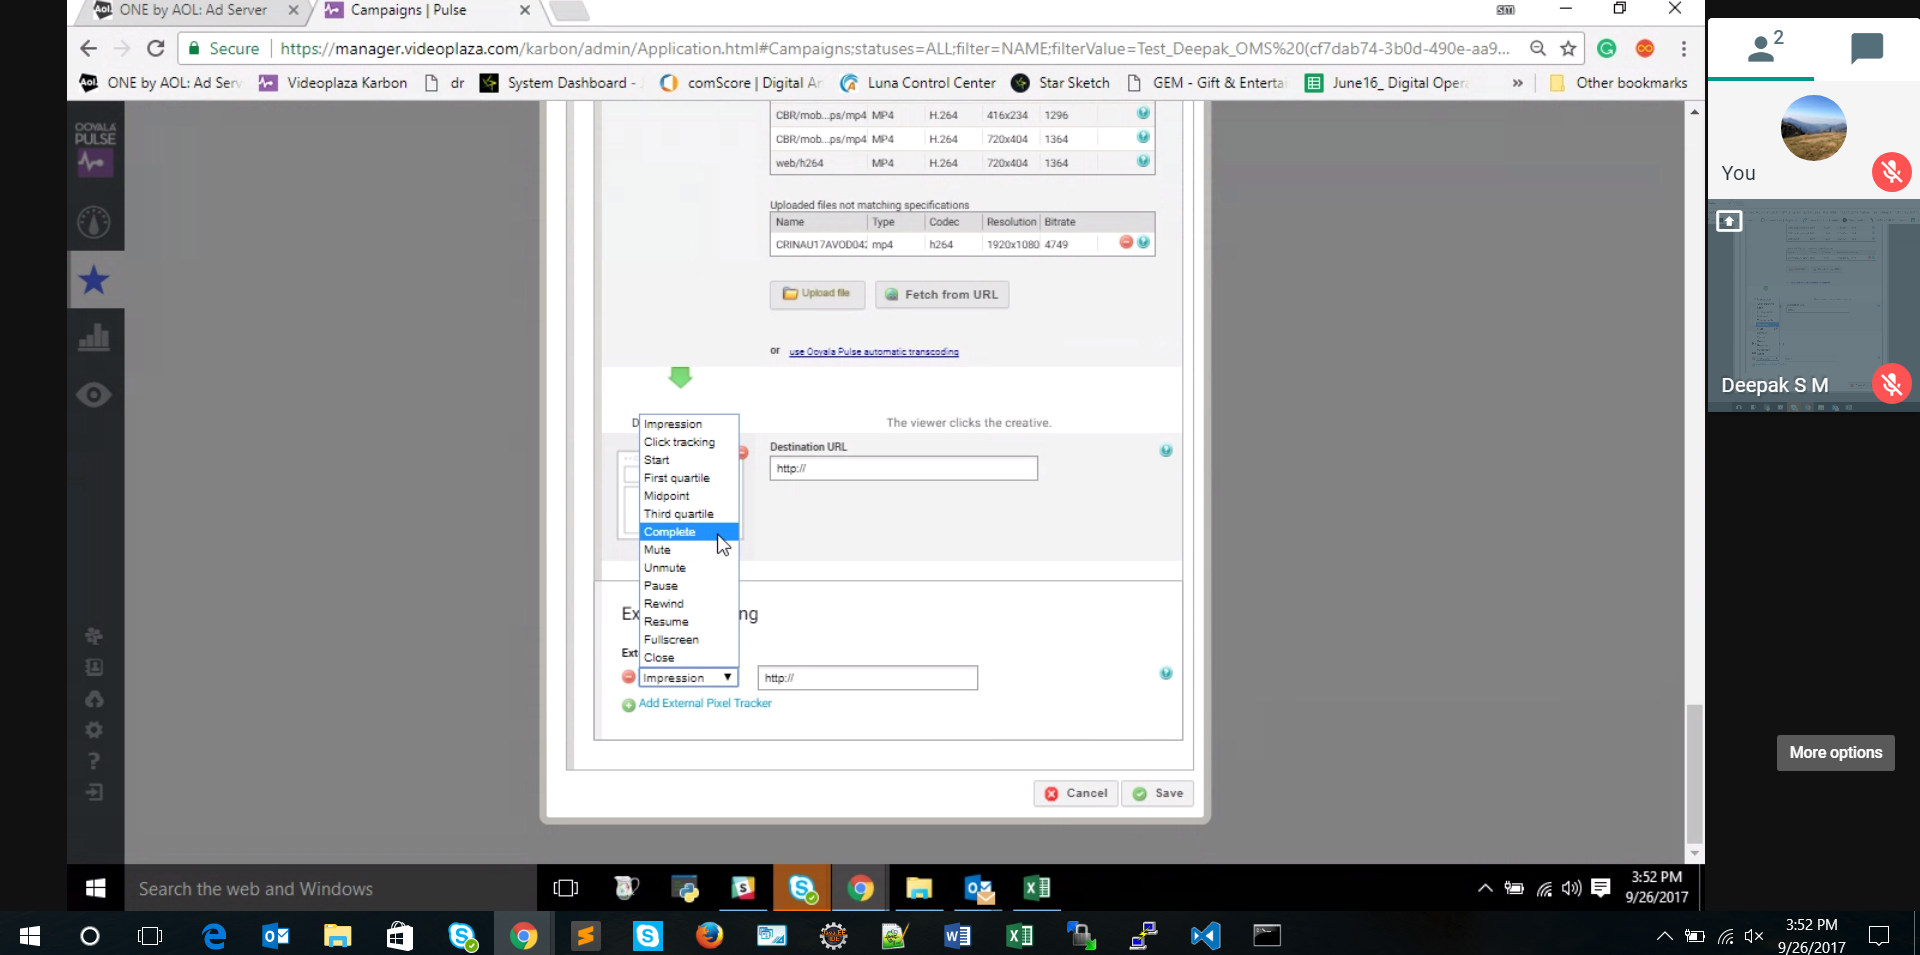 ONE by AOL: Ad Server
Campaigns | Pulse
Secure
https://manager.videoplaza.com/karbon/admin/Application.html#Campaigns;statuses=ALL;filter=NAME;filterValue=Test_Deepak_OMS%20(cf7dab74-3b0d-490e-aa9...
Aol. ONE by AOL: Ad Serv
Videoplaza Karbon
dr
System Dashboard -
comScore | Digital An
Luna Control Center
Star Sketch
GEM - Gift & Enterta
June16_ Digital Opera
»
Other bookmarks
OOYALA
PULSE
CBR/mob...ps/mp4 MP4 H.264 416x234 1296
CBR/mob...ps/mp4 MP4 H.264 720x404 1364
web/h264 MP4 H.264 720x404 1364
Uploaded files not matching specifications
Name Type Codec Resolution Bitrate
CRINAU17AVOD04: mp4 h264 1920x1080 4749
Upload file
Fetch from URL
or use Ooyala Pulse automatic transcoding
D
The viewer clicks the creative.
Destination URL
http://
Impression
Click tracking
Start
First quartile
Midpoint
Third quartile
Complete
Mute
Unmute
Pause
Rewind
Resume
Fullscreen
Close
Ex ng
Ext
Impression
http://
Add External Pixel Tracker
Cancel
Save
2
You
Deepak S M
More options
Search the web and Windows
3:52 PM
9/26/2017
3:52 PM
9/26/2017